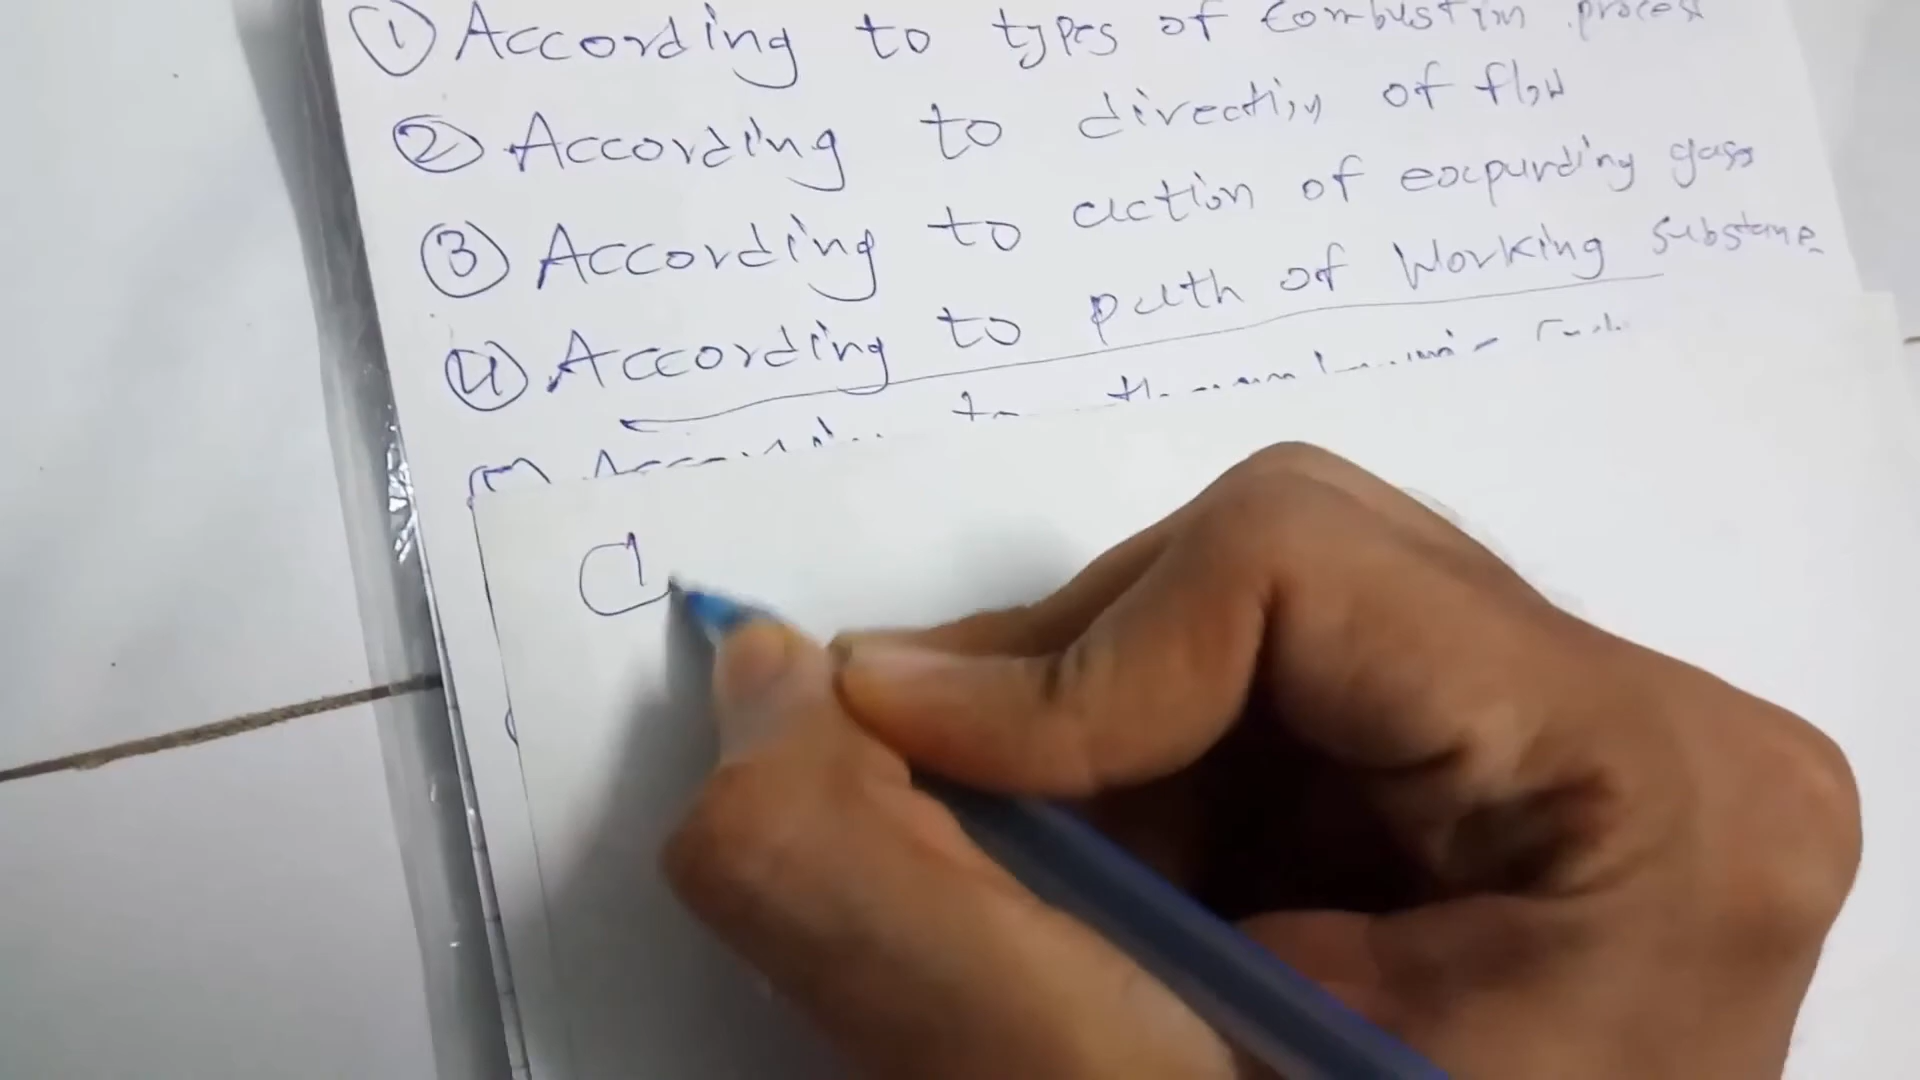 ① According to types of combustion process
② According to direction of flow
③ According to action of expanding gass
④ According to path of Working substance